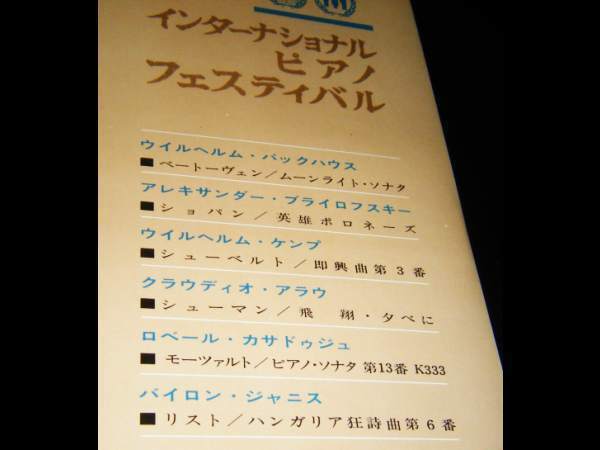 インターナショナル
ピアノ
フェスティバル
ウイルヘルム・バックハウス
■ベートーヴェン／ムーンライト・ソナタ
アレキサンダー・ブライロフスキー
■ショパン／英雄ポロネーズ
ウイルヘルム・ケンプ
■シューベルト／即興曲第3番
クラウディオ・アラウ
■シューマン／飛翔・夕べに
ロベール・カサドゥジュ
■モーツァルト／ピアノ・ソナタ 第13番 K333
バイロン・ジャニス
■リスト／ハンガリア狂詩曲第6番